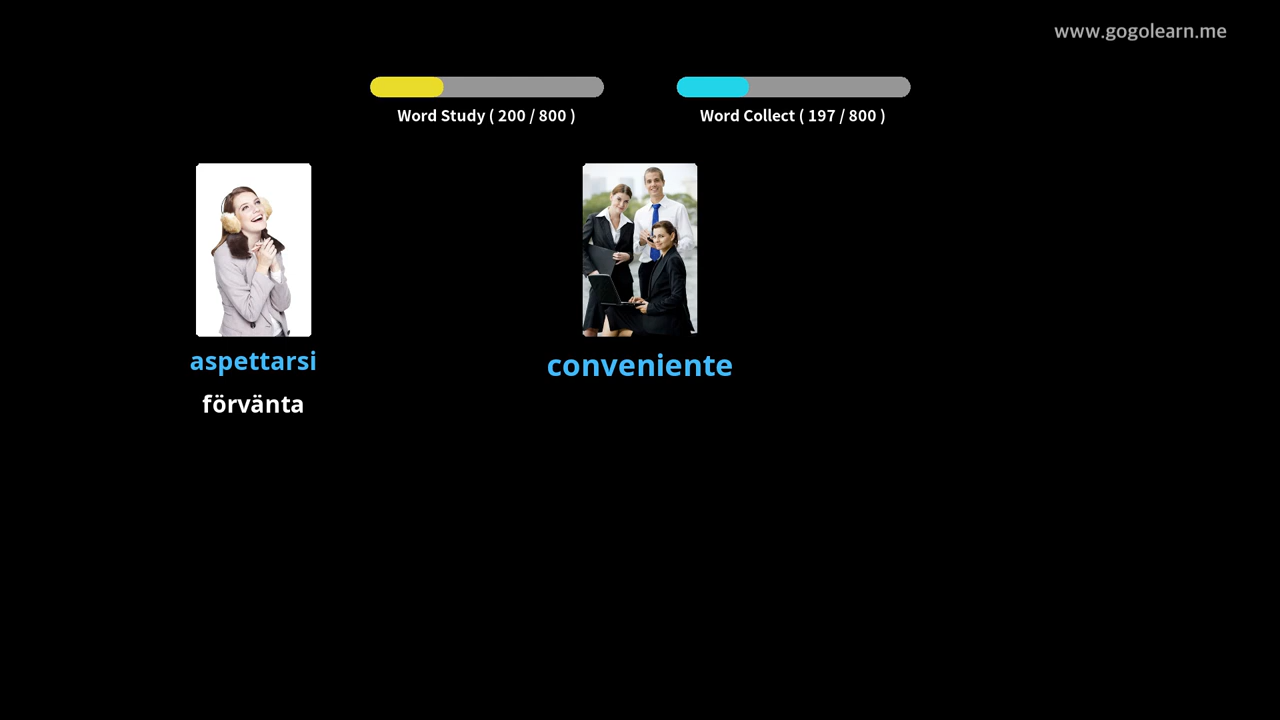 www.gogolearn.me
Word Study ( 200 / 800 )
Word Collect ( 197 / 800 )
aspettarsi
förvänta
conveniente